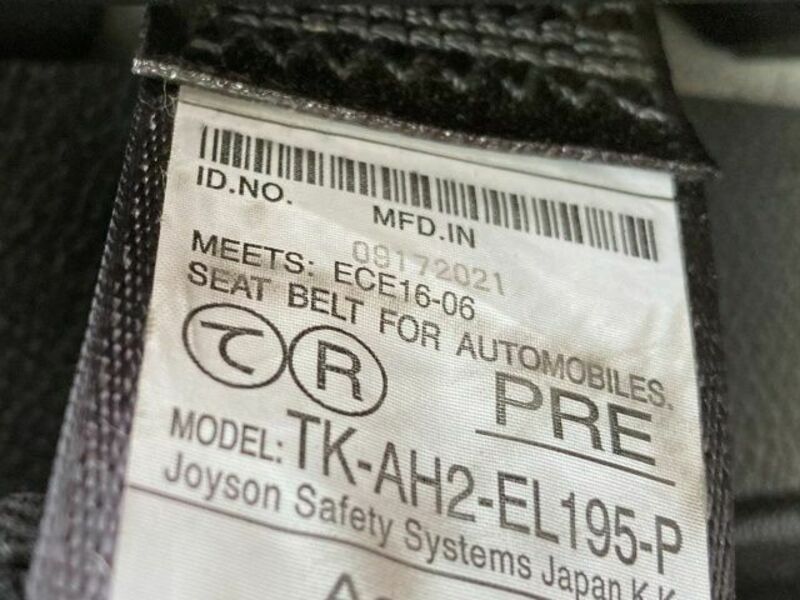 ID.NO.
MFD.IN
09172021
MEETS: ECE16-06
SEAT BELT FOR AUTOMOBILES.
て R PRE
MODEL: TK-AH2-EL195-P
Joyson Safety Systems Japan K.K